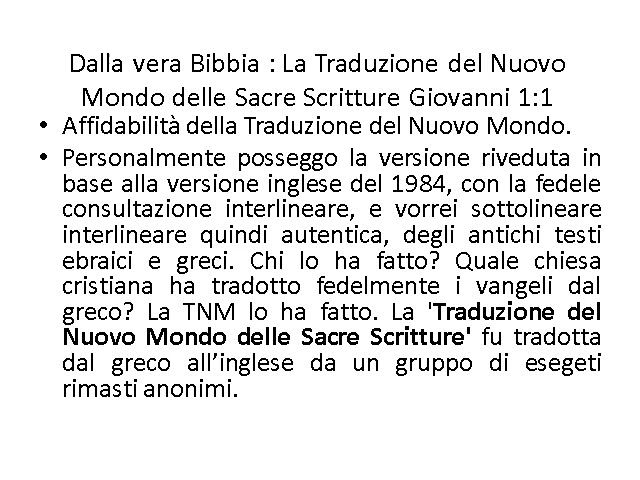 Dalla vera Bibbia : La Traduzione del Nuovo
Mondo delle Sacre Scritture Giovanni 1:1
• Affidabilità della Traduzione del Nuovo Mondo.
• Personalmente posseggo la versione riveduta in
base alla versione inglese del 1984, con la fedele
consultazione interlineare, e vorrei sottolineare
interlineare quindi autentica, degli antichi testi
ebraici e greci. Chi lo ha fatto? Quale chiesa
cristiana ha tradotto fedelmente i vangeli dal
greco? La TNM lo ha fatto. La 'Traduzione del
Nuovo Mondo delle Sacre Scritture' fu tradotta
dal greco all’inglese da un gruppo di esegeti
rimasti anonimi.